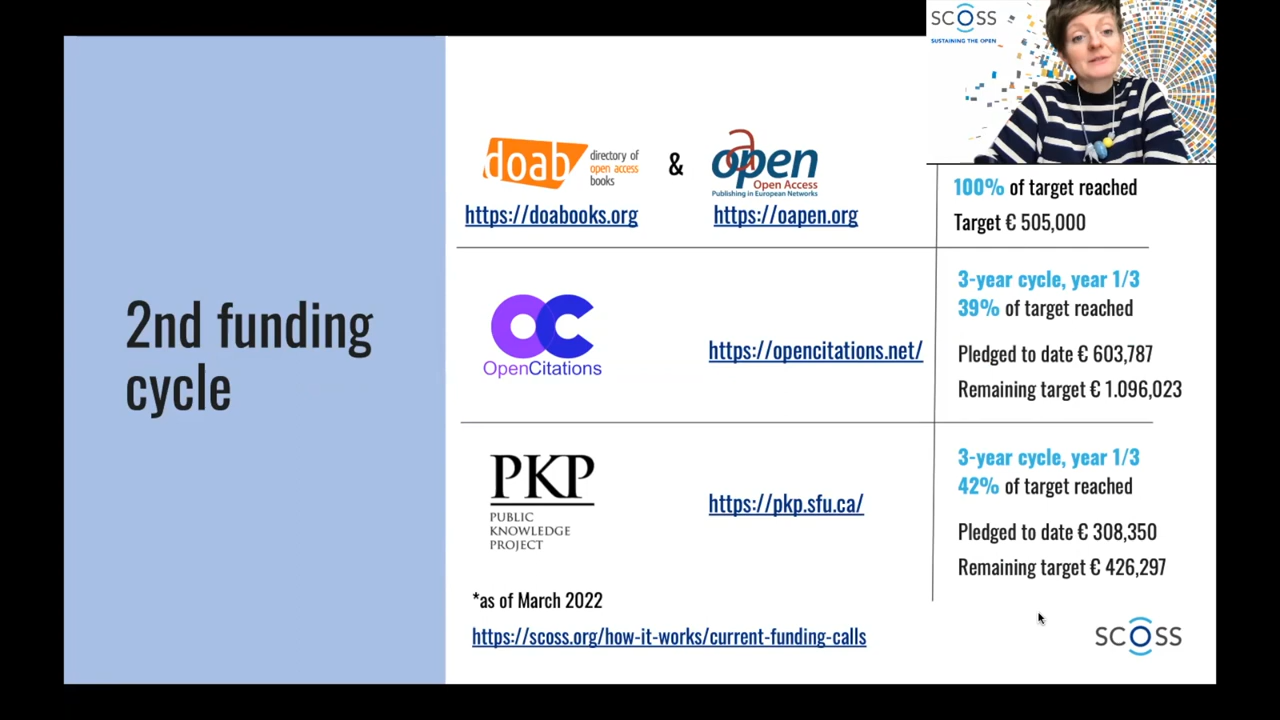 SCOSS
SUSTAINING THE OPEN
2nd funding
cycle
doab
directory of
open access
books
&
oapen
Open Access
Publishing in European Networks
https://doabooks.org
https://oapen.org
100% of target reached
Target € 505,000
OC
OpenCitations
https://opencitations.net/
3-year cycle, year 1/3
39% of target reached
Pledged to date € 603,787
Remaining target € 1.096,023
PKP
PUBLIC
KNOWLEDGE
PROJECT
https://pkp.sfu.ca/
3-year cycle, year 1/3
42% of target reached
Pledged to date € 308,350
Remaining target € 426,297
*as of March 2022
https://scoss.org/how-it-works/current-funding-calls
SCOSS